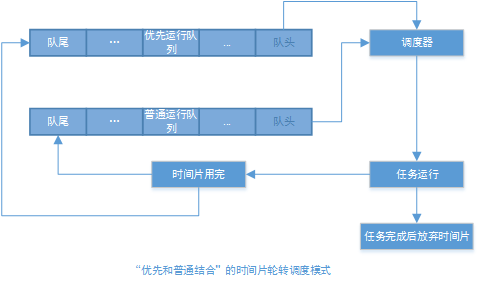 队尾
...
优先运行队
列
...
队头
调度器
队尾
...
普通运行队
列
...
队头
时间片用完
任务运行
任务完成后放弃时间片
“优先和普通结合”的时间片轮转调度模式